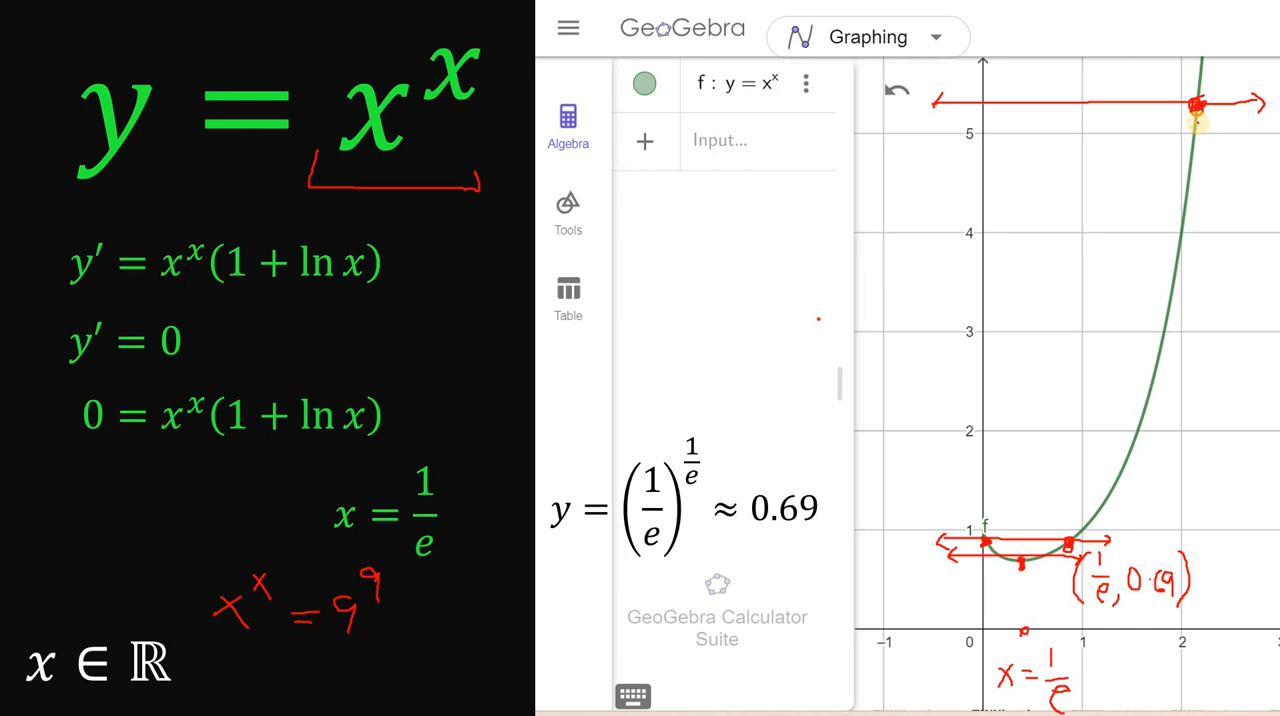 y = x^x
y′ = x^x(1 + ln x)
y′ = 0
0 = x^x(1 + ln x)
x = 1/e
x^x = 9^9
x ∈ ℝ
GeoGebra
Graphing
Algebra
Tools
Table
f : y = x^x
+ Input...
y = (1/e)^(1/e) ≈ 0.69
GeoGebra Calculator
Suite
5
4
3
2
1
f
(1/e, 0.69)
−1 0 1 2 3
x = 1/e